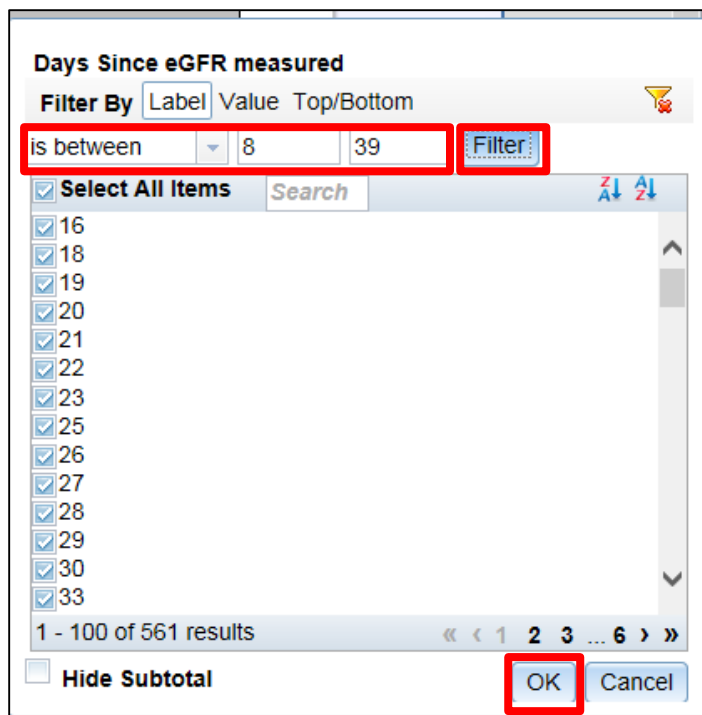 Days Since eGFR measured
Filter By Label Value Top/Bottom
is between 8 39 Filter
Select All Items Search Z A A Z
16
18
19
20
21
22
23
25
26
27
28
29
30
33
1 - 100 of 561 results « ‹ 1 2 3 ... 6 › »
Hide Subtotal OK Cancel